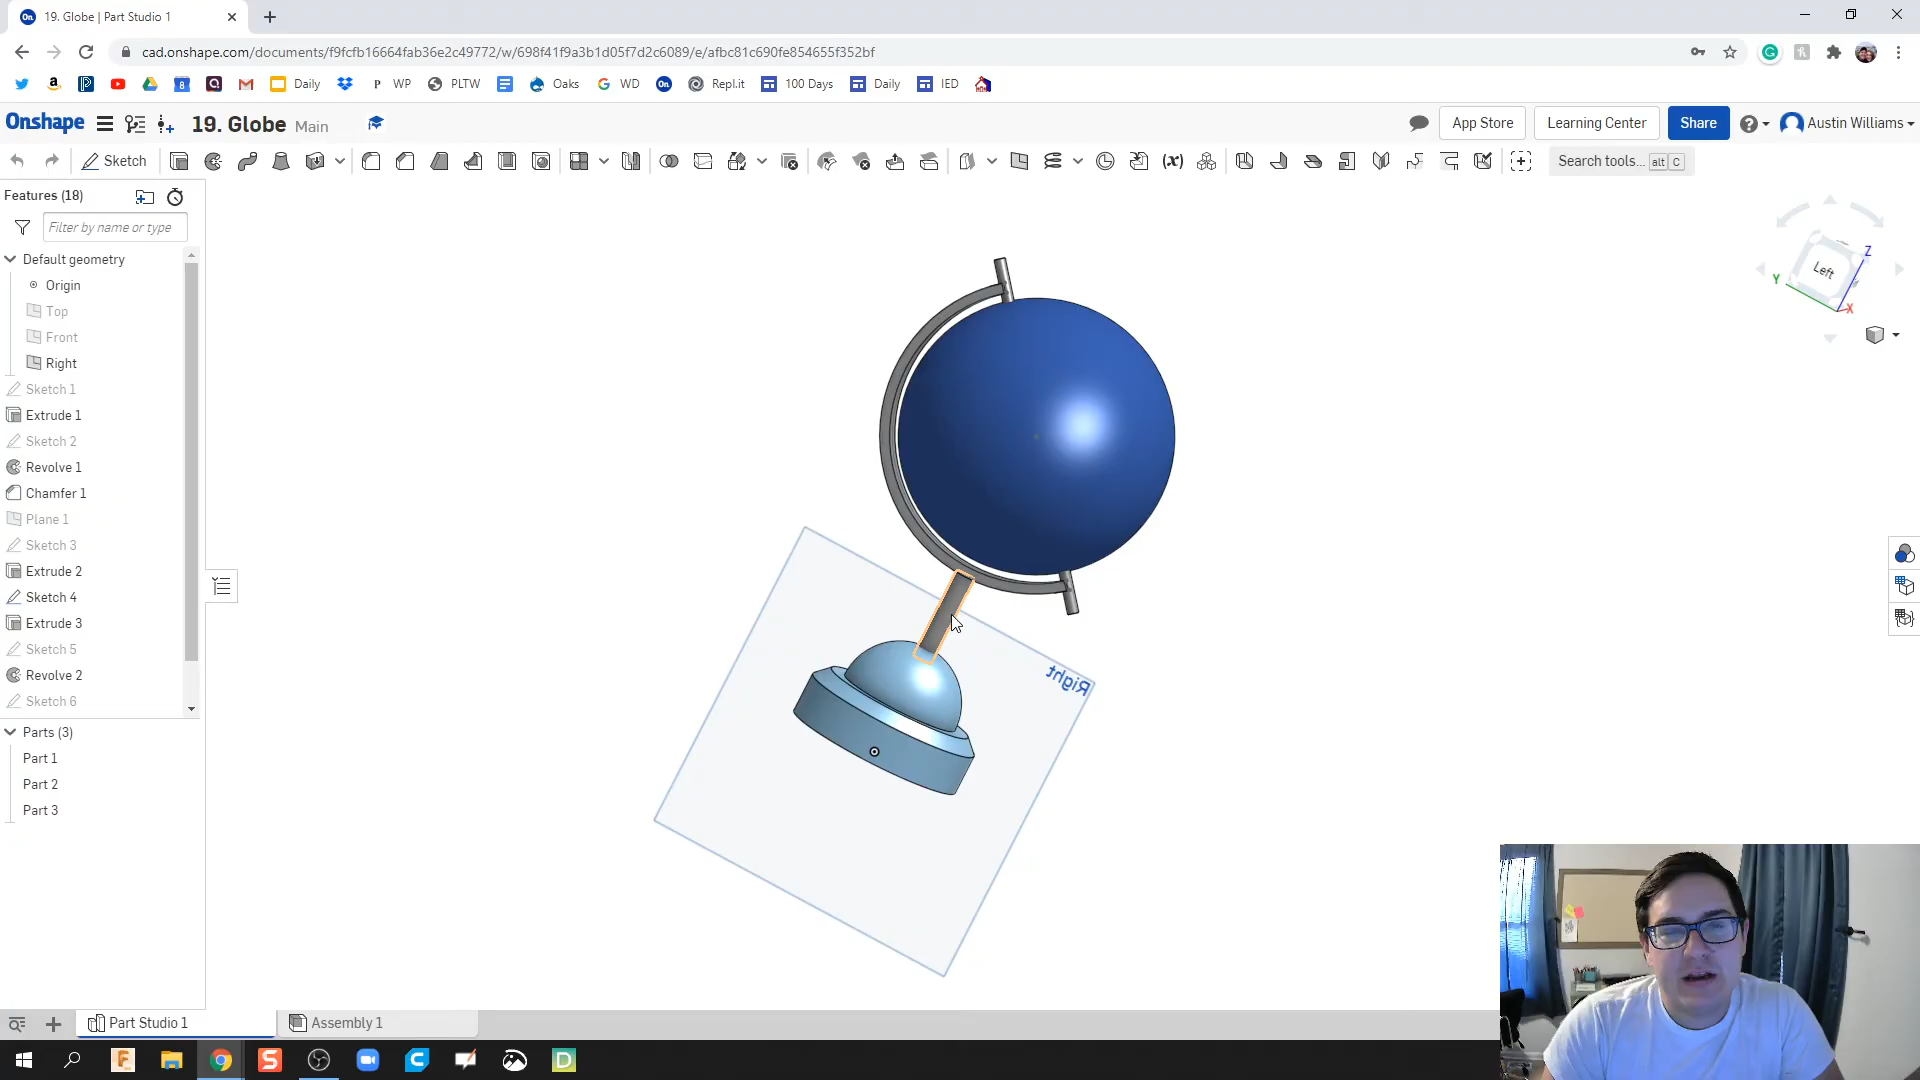 19. Globe | Part Studio 1
cad.onshape.com/documents/f9fcfb16664fab36e2c49772/w/698f41f9a3b1d05f7d2c6089/e/afbc81c690fe854655f352bf
Daily
P WP
PLTW
Oaks
WD
Repl.it
100 Days
Daily
IED
Onshape
19. Globe Main
App Store
Learning Center
Share
Austin Williams
Sketch
Search tools... alt C
Features (18)
Filter by name or type
Default geometry
Origin
Top
Front
Right
Sketch 1
Extrude 1
Sketch 2
Revolve 1
Chamfer 1
Plane 1
Sketch 3
Extrude 2
Sketch 4
Extrude 3
Sketch 5
Revolve 2
Sketch 6
Parts (3)
Part 1
Part 2
Part 3
Left
Z
Y
X
Right
Part Studio 1
Assembly 1